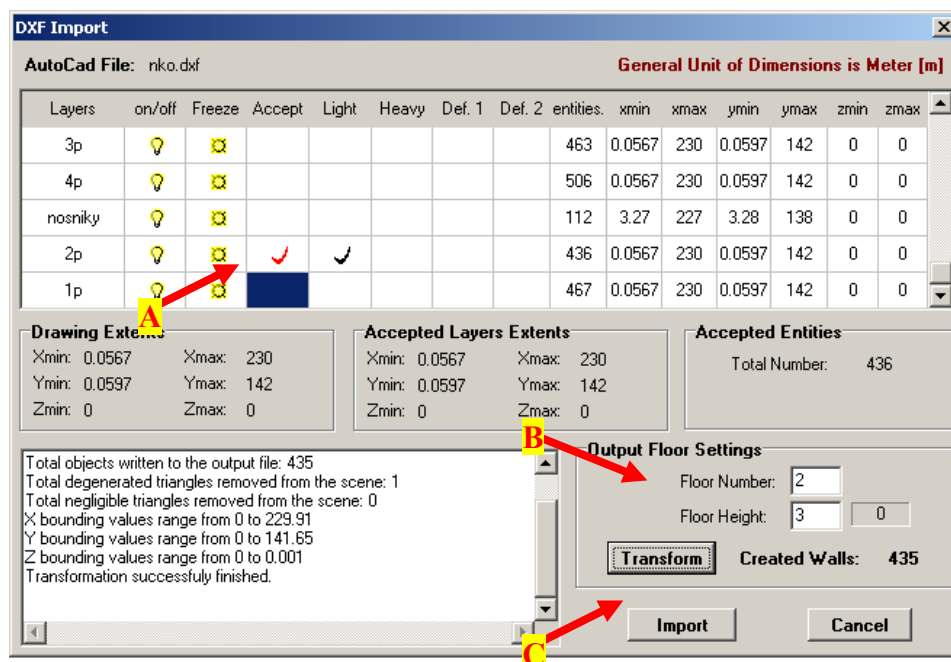 DXF Import
AutoCad File: nko.dxf General Unit of Dimensions is Meter [m]
Layers on/off Freeze Accept Light Heavy Def. 1 Def. 2 entities. xmin xmax ymin ymax zmin zmax
3p 463 0.0567 230 0.0597 142 0 0
4p 506 0.0567 230 0.0597 142 0 0
nosniky 112 3.27 227 3.28 138 0 0
2p 436 0.0567 230 0.0597 142 0 0
1p 467 0.0567 230 0.0597 142 0 0
A
Drawing Extents Accepted Layers Extents Accepted Entities
Xmin: 0.0567 Xmax: 230 Xmin: 0.0567 Xmax: 230 Total Number: 436
Ymin: 0.0597 Ymax: 142 Ymin: 0.0597 Ymax: 142
Zmin: 0 Zmax: 0 Zmin: 0 Zmax: 0
B
Total objects written to the output file: 435
Total degenerated triangles removed from the scene: 1
Total negligible triangles removed from the scene: 0
X bounding values range from 0 to 229.91
Y bounding values range from 0 to 141.65
Z bounding values range from 0 to 0.001
Transformation successfuly finished.
Output Floor Settings
Floor Number: 2
Floor Height: 3 0
Transform Created Walls: 435
Import Cancel
C